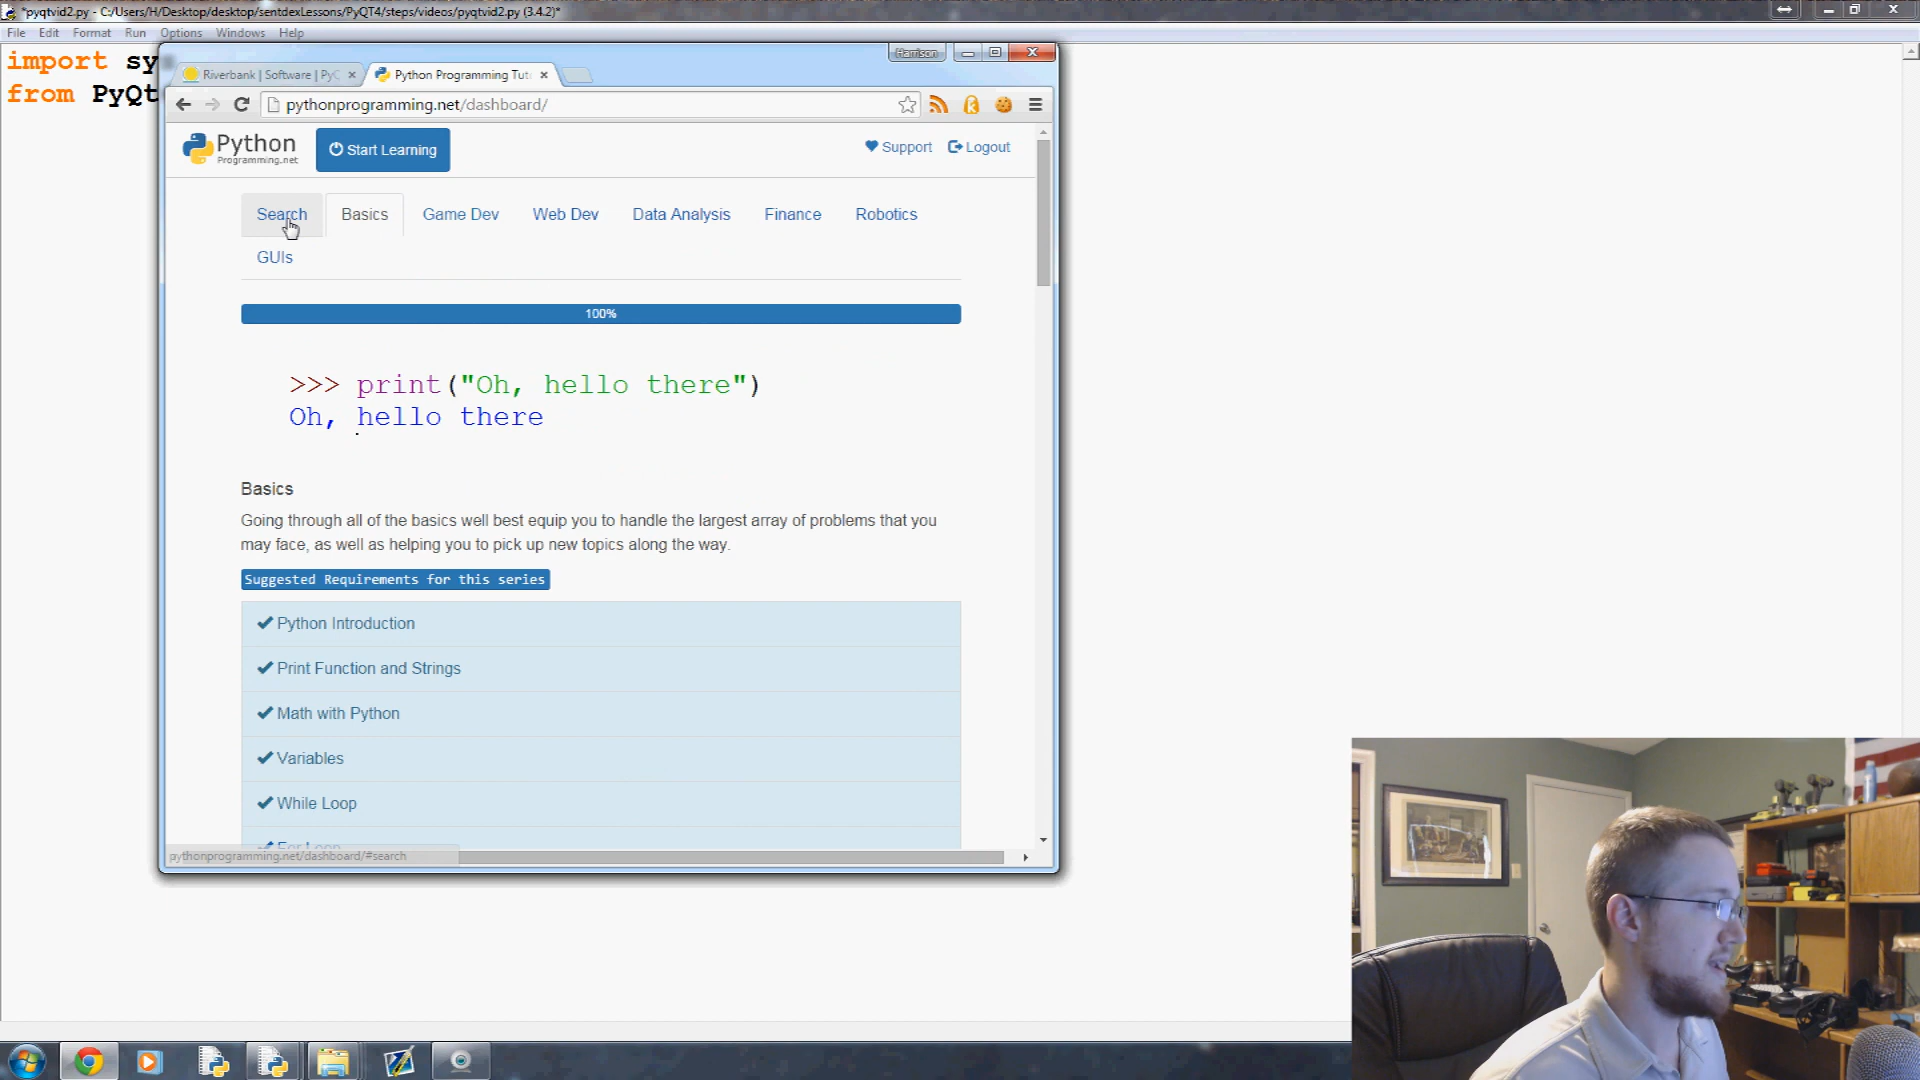 *pyqtvid2.py - C:/Users/H/Desktop/desktop/sentdexLessons/PyQT4/steps/videos/pyqtvid2.py (3.4.2)*
File Edit Format Run Options Windows Help
import sy
from PyQt
Harrison
Riverbank | Software | PyQ
Python Programming Tut
pythonprogramming.net/dashboard/
Python
Programming.net
Start Learning
Support
Logout
Search Basics Game Dev Web Dev Data Analysis Finance Robotics
GUIs
100%
>>> print("Oh, hello there")
Oh, hello there
Basics
Going through all of the basics well best equip you to handle the largest array of problems that you
may face, as well as helping you to pick up new topics along the way.
Suggested Requirements for this series
Python Introduction
Print Function and Strings
Math with Python
Variables
While Loop
For Loop
pythonprogramming.net/dashboard/#search